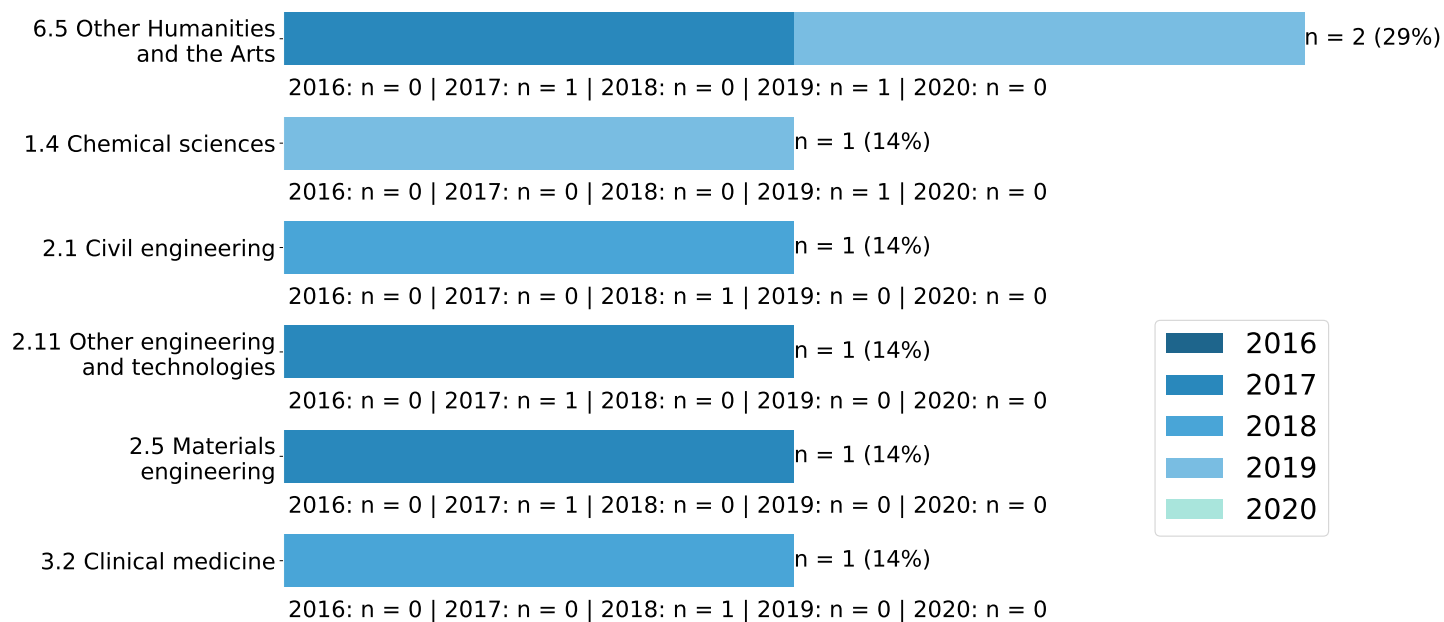 6.5 Other Humanities
and the Arts
n = 2 (29%)
2016: n = 0 | 2017: n = 1 | 2018: n = 0 | 2019: n = 1 | 2020: n = 0
1.4 Chemical sciences
n = 1 (14%)
2016: n = 0 | 2017: n = 0 | 2018: n = 0 | 2019: n = 1 | 2020: n = 0
2.1 Civil engineering
n = 1 (14%)
2016: n = 0 | 2017: n = 0 | 2018: n = 1 | 2019: n = 0 | 2020: n = 0
2.11 Other engineering
and technologies
n = 1 (14%)
2016: n = 0 | 2017: n = 1 | 2018: n = 0 | 2019: n = 0 | 2020: n = 0
2.5 Materials
engineering
n = 1 (14%)
2016: n = 0 | 2017: n = 1 | 2018: n = 0 | 2019: n = 0 | 2020: n = 0
3.2 Clinical medicine
n = 1 (14%)
2016: n = 0 | 2017: n = 0 | 2018: n = 1 | 2019: n = 0 | 2020: n = 0
2016
2017
2018
2019
2020